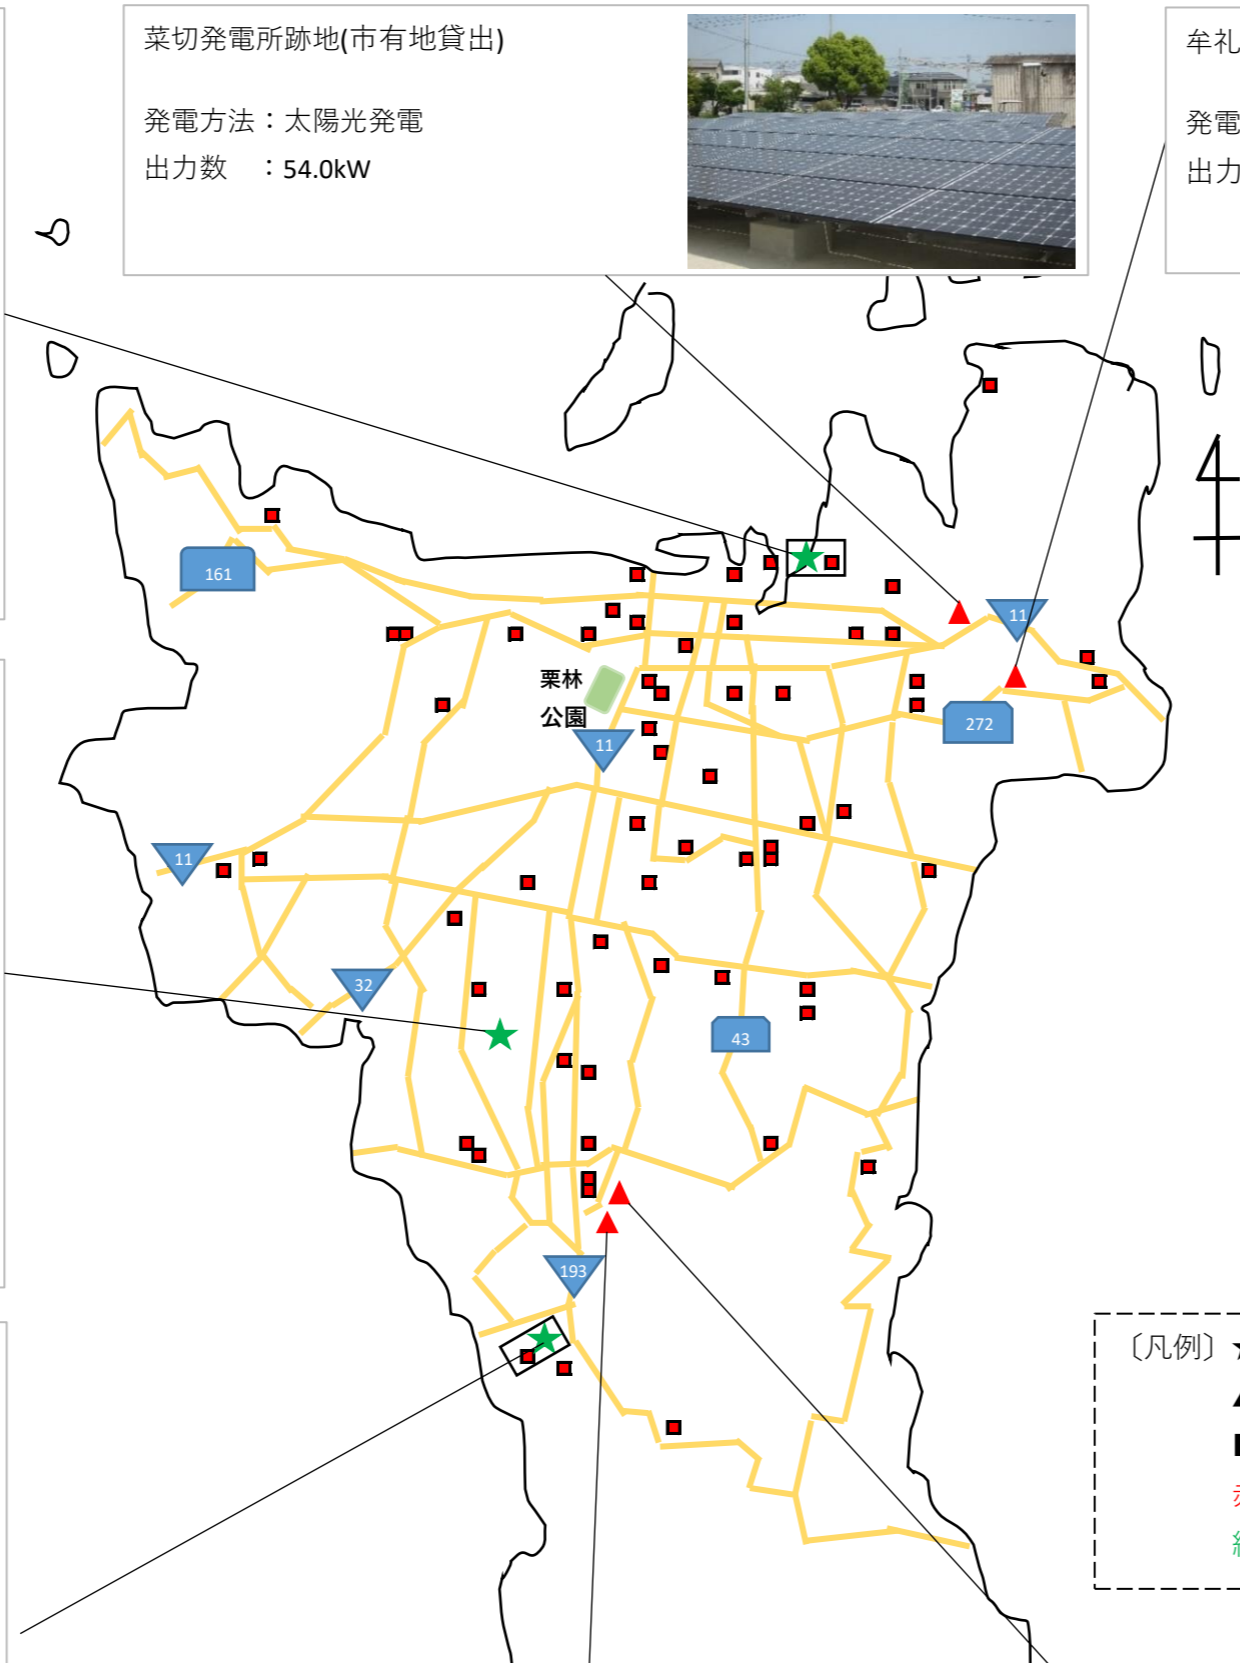 菜切発電所跡地(市有地貸出)
発電方法：太陽光発電
出力数　：54.0kW
牟礼
発電
出力
161
11
栗林
公園
272
11
11
32
43
193
〔凡例〕★
▲
■